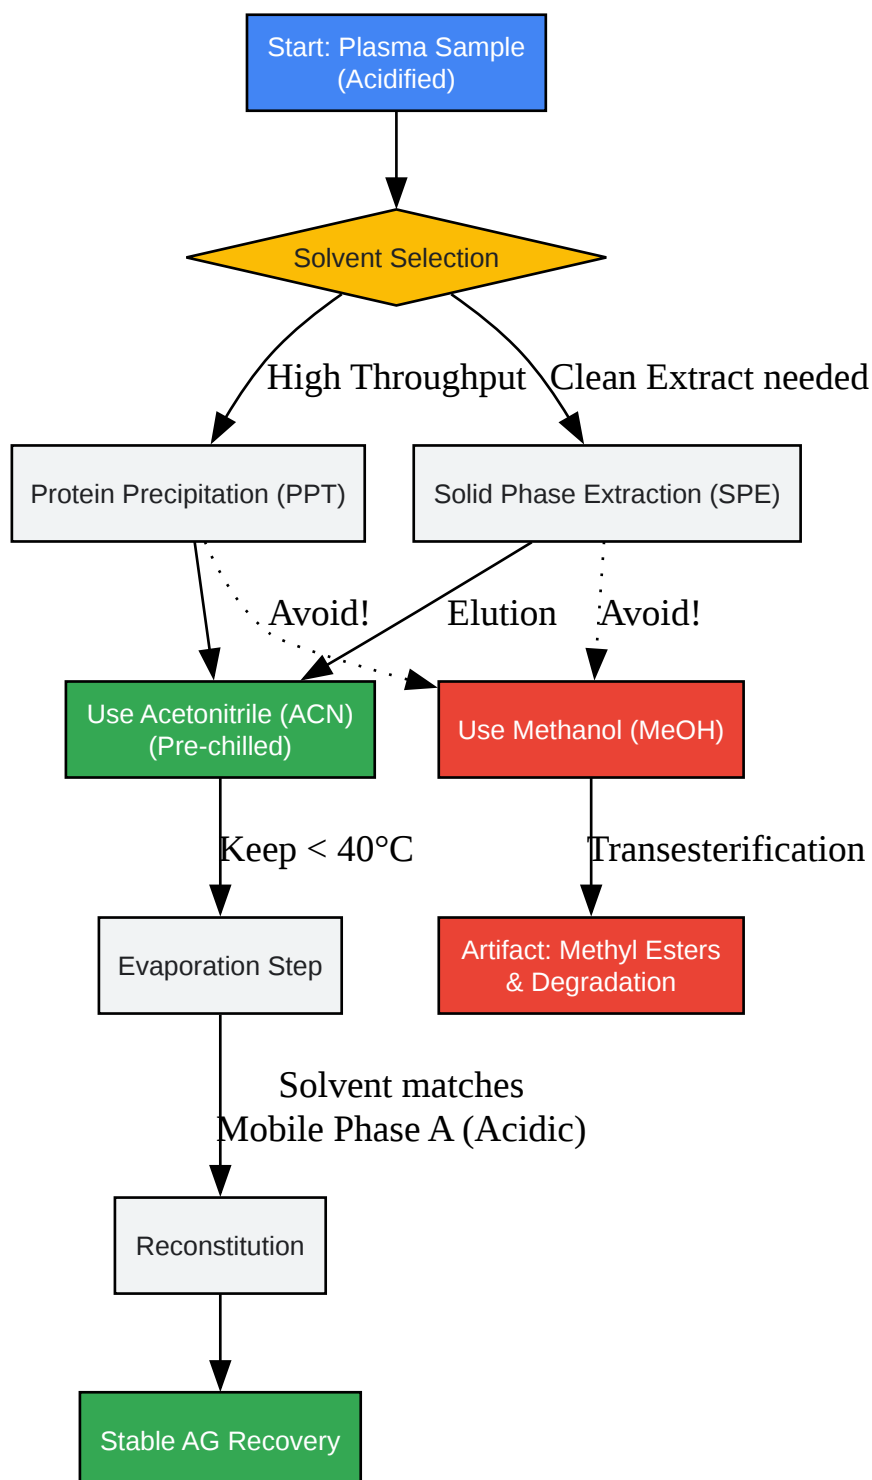 Start: Plasma Sample
(Acidified)
Solvent Selection
High Throughput
Clean Extract needed
Protein Precipitation (PPT)
Solid Phase Extraction (SPE)
Avoid!
Elution
Avoid!
Use Acetonitrile (ACN)
(Pre-chilled)
Use Methanol (MeOH)
Keep < 40°C
Transesterification
Evaporation Step
Artifact: Methyl Esters
& Degradation
Solvent matches
Mobile Phase A (Acidic)
Reconstitution
Stable AG Recovery